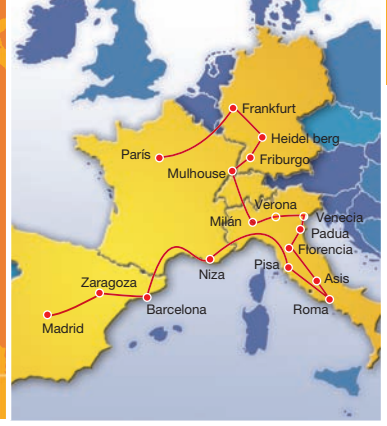 Frankfurt
Heidel berg
París
Friburgo
Mulhouse
Verona
Milán
Venecia
Padua
Florencia
Pisa
Niza
Zaragoza
Asis
Barcelona
Roma
Madrid